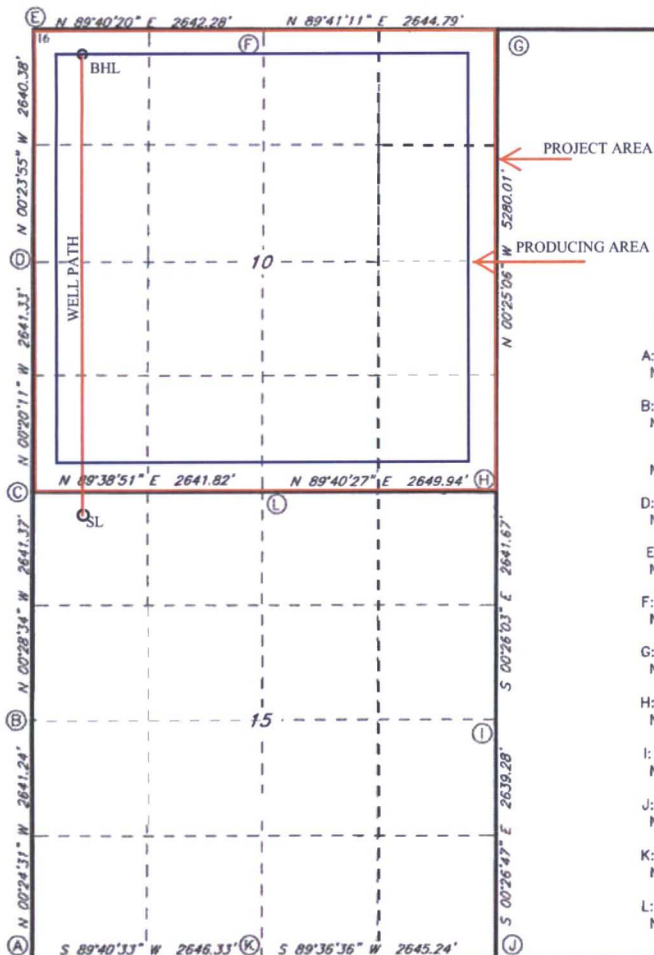 E N 89°40'20" E 2642.28' N 89°41'11" E 2644.79'
16
F
G
BHL
N 00°23'55" W 2640.38'
PROJECT AREA
WELL PATH
N 00°25'06" W 5280.01'
D
10
PRODUCING AREA
N 00°20'11" W 2641.33'
A:
B:
D:
N 89°38'51" E 2641.82' N 89°40'27" E 2649.94' H
C
L
SL
E
F:
G:
N 00°28'34" W 2641.37'
S 00°26'03" E 2641.67'
H:
B
15
I
I:
J:
N 00°24'31" W 2641.24'
S 00°26'47" E 2639.28'
K:
L:
A S 89°40'33" W 2646.33' K S 89°36'36" W 2645.24' J